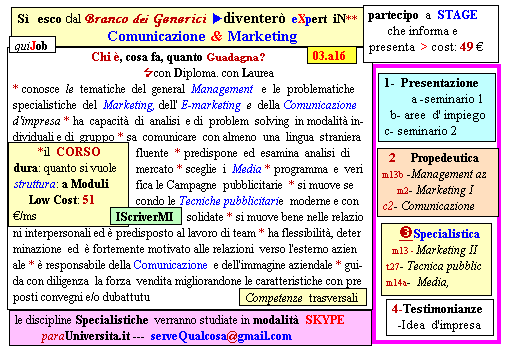 Sì esco dal Branco dei Generici ▶diventerò eXpert iN**
Comunicazione & Marketing
quiJob
Chi è, cosa fa, quanto Guadagna?
03.a16
con Diploma. con Laurea
* conosce le tematiche del general Management e le problematiche
specialistiche del Marketing, dell' E-marketing e della Comunicazione
d'impresa * ha capacità di analisi e di problem solving in modalità in-
dividuali e di gruppo * sa comunicare con almeno una lingua straniera
fluente * predispone ed esamina analisi di
mercato * sceglie i Media * programma e veri
fica le Campagne pubblicitarie * si muove se
condo le Tecniche pubblicitarie moderne e con
solidate * si muove bene nelle relazio
ni interpersonali ed è predisposto al lavoro di team * ha flessibilità, deter
minazione ed è fortemente motivato alle relazioni verso l'esterno azien
ale * è responsabile della Comunicazione e dell'immagine aziendale * gui-
da con diligenza la forza vendita migliorandone le caratteristiche con pre
posti convegni e/o dubattutu
*il CORSO
dura: quanto si vuole
struttura: a Moduli
Low Cost: 51
€/ms
IScriverMI
Competenze trasversali
le discipline Specialistiche verranno studiate in modalità SKYPE
paraUniversita.it --- serveQualcosa@gmail.com
partecipo a STAGE
che informa e
presenta > cost: 49 €
1- Presentazione
a -seminario 1
b- aree d' impiego
c- seminario 2
2 Propedeutica
m13b -Management az
m2- Marketing I
c2- Comunicazione
❸Specialistica
m13 - Marketing II
t27- Tecnica pubblic
m14a- Media,
4-Testimonianze
-Idea d'impresa